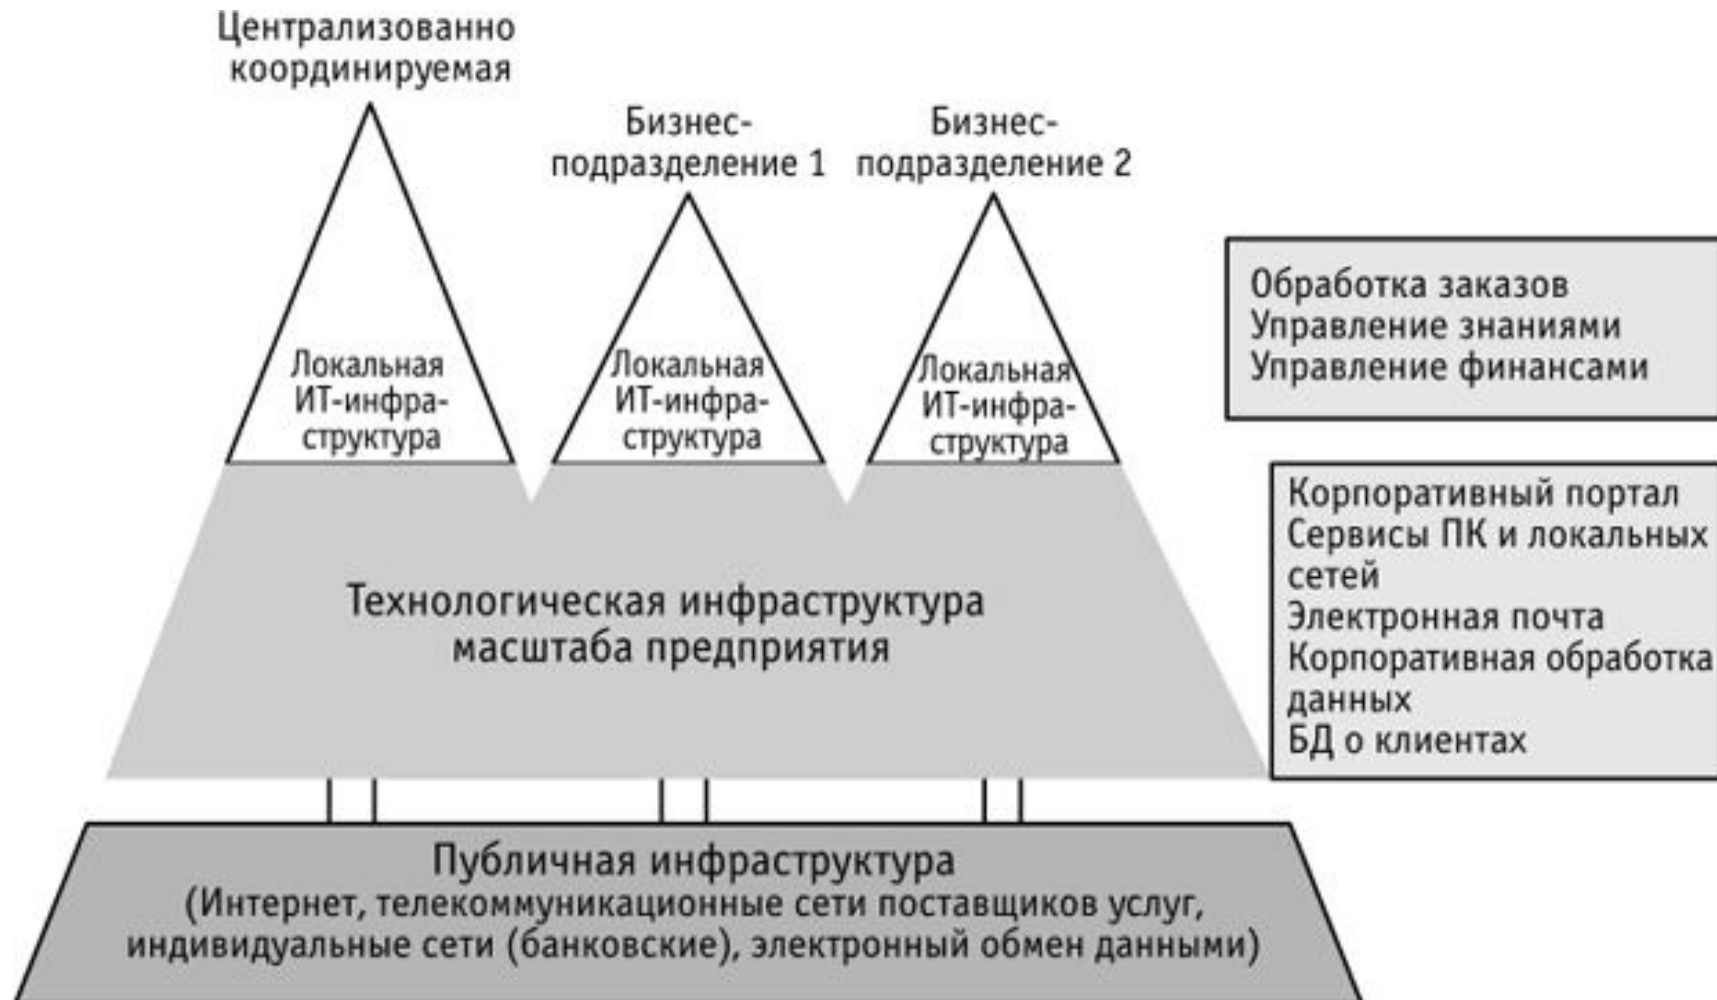 Централизованно
координируемая
Бизнес-
подразделение 1
Бизнес-
подразделение 2
Локальная
ИТ-инфра-
структура
Локальная
ИТ-инфра-
структура
Локальная
ИТ-инфра-
структура
Обработка заказов
Управление знаниями
Управление финансами
Технологическая инфраструктура
масштаба предприятия
Корпоративный портал
Сервисы ПК и локальных
сетей
Электронная почта
Корпоративная обработка
данных
БД о клиентах
Публичная инфраструктура
(Интернет, телекоммуникационные сети поставщиков услуг,
индивидуальные сети (банковские), электронный обмен данными)